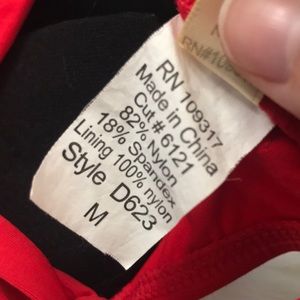 RN 109317
Made in China
Cut # 6121
82% Nylon
18% Spandex
Lining 100% nylon
Style D623
M